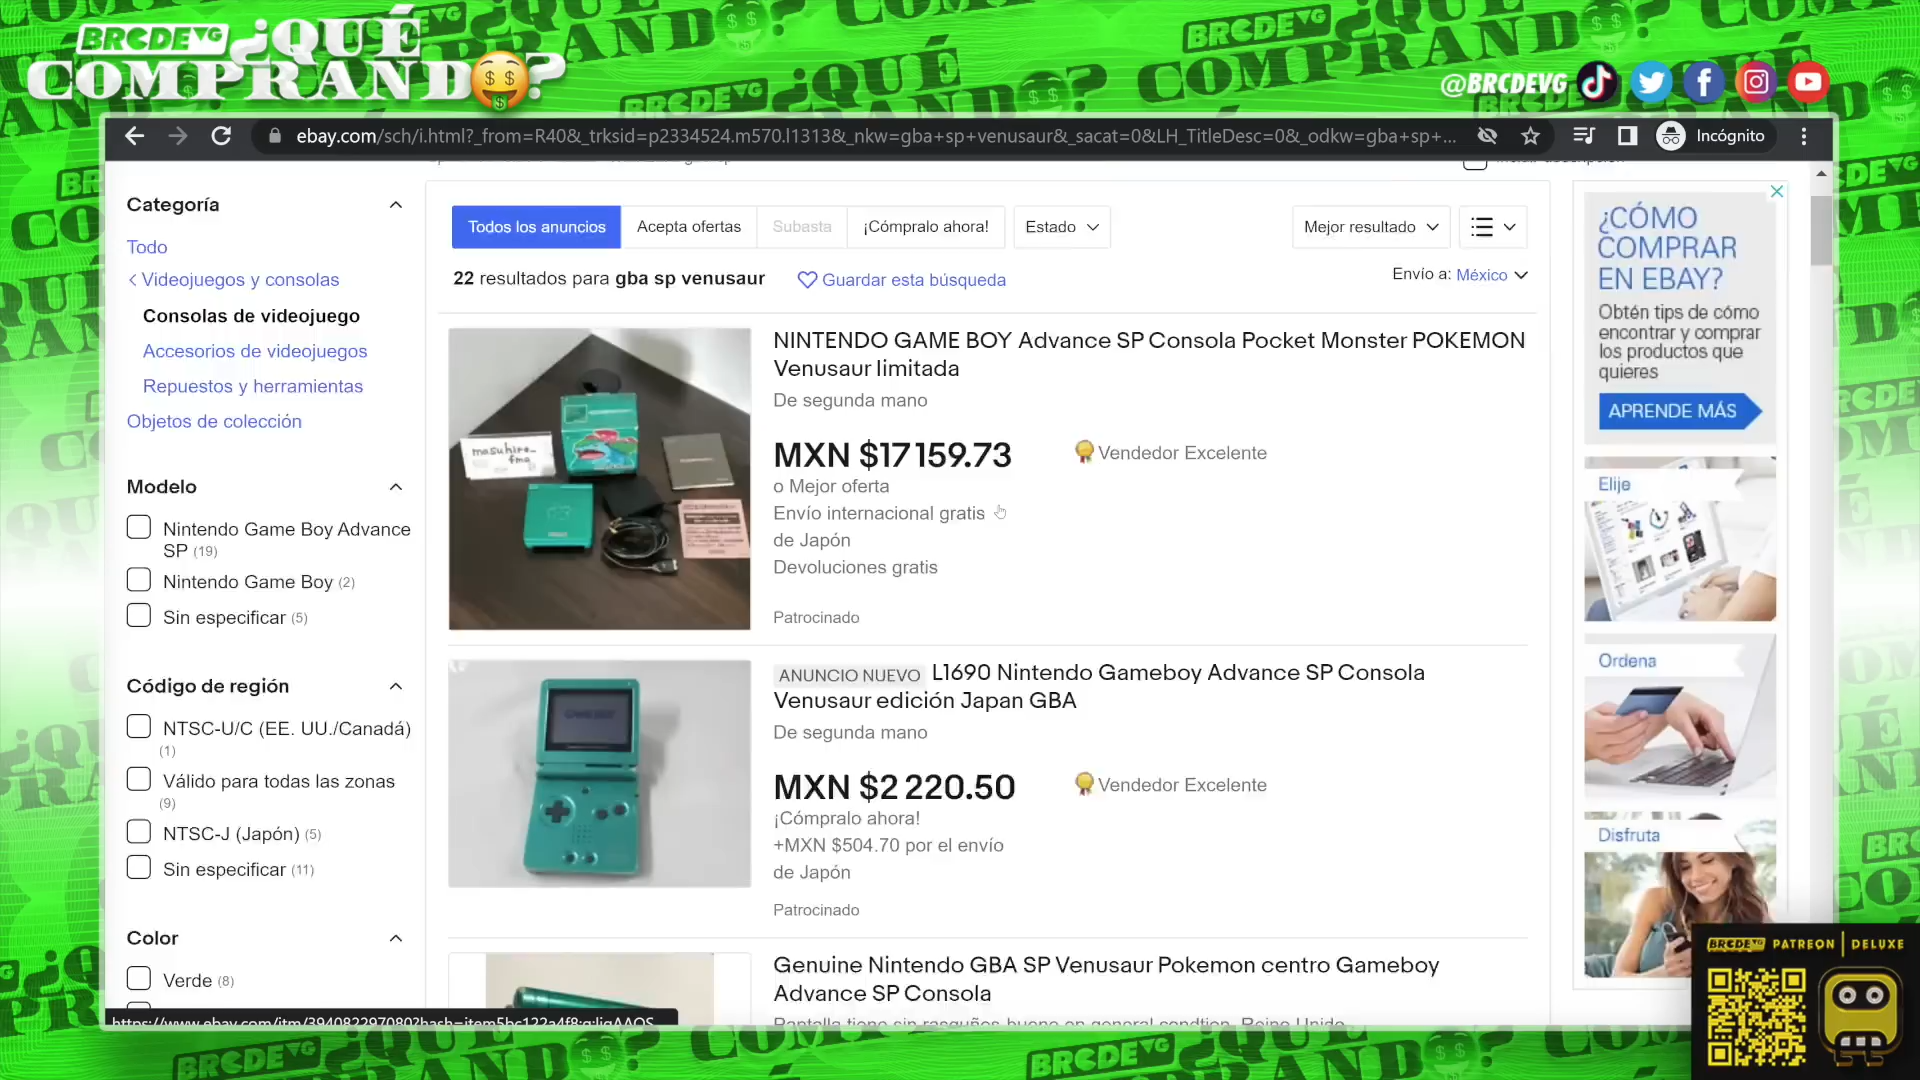 BRCDEVG ¿QUÉ
COMPRANDO?
@BRCDEVG
ebay.com/sch/i.html?_from=R40&_trksid=p2334524.m570.l1313&_nkw=gba+sp+venusaur&_sacat=0&LH_TitleDesc=0&_odkw=gba+sp+...
Incógnito
Categoría
Todo
Videojuegos y consolas
Consolas de videojuego
Accesorios de videojuegos
Repuestos y herramientas
Objetos de colección
Modelo
Nintendo Game Boy Advance
SP (19)
Nintendo Game Boy (2)
Sin especificar (5)
Código de región
NTSC-U/C (EE. UU./Canadá)
(1)
Válido para todas las zonas
(9)
NTSC-J (Japón) (5)
Sin especificar (11)
Color
Verde (8)
Todos los anuncios
Acepta ofertas
Subasta
¡Cómpralo ahora!
Estado
Mejor resultado
22 resultados para gba sp venusaur
Guardar esta búsqueda
Envío a: México
NINTENDO GAME BOY Advance SP Consola Pocket Monster POKEMON
Venusaur limitada
De segunda mano
MXN $17 159.73
Vendedor Excelente
o Mejor oferta
Envío internacional gratis
de Japón
Devoluciones gratis
Patrocinado
ANUNCIO NUEVO L1690 Nintendo Gameboy Advance SP Consola
Venusaur edición Japan GBA
De segunda mano
MXN $2 220.50
Vendedor Excelente
¡Cómpralo ahora!
+MXN $504.70 por el envío
de Japón
Patrocinado
Genuine Nintendo GBA SP Venusaur Pokemon centro Gameboy
Advance SP Consola
¿CÓMO
COMPRAR
EN EBAY?
Obtén tips de cómo
encontrar y comprar
los productos que
quieres
APRENDE MÁS
Elije
Ordena
Disfruta
BRCDEVG PATREON | DELUXE